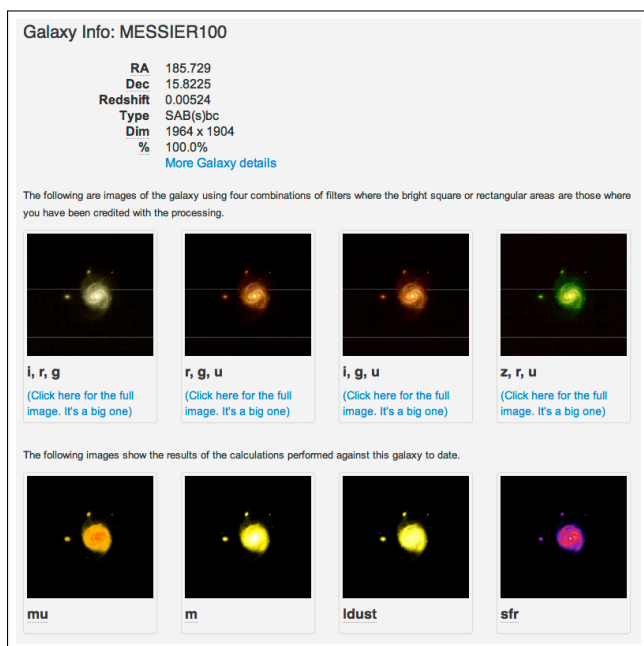 Galaxy Info: MESSIER100
RA 185.729
Dec 15.8225
Redshift 0.00524
Type SAB(s)bc
Dim 1964 x 1904
% 100.0%
More Galaxy details
The following are images of the galaxy using four combinations of filters where the bright square or rectangular areas are those where
you have been credited with the processing.
i, r, g
(Click here for the full
image. It's a big one)
r, g, u
(Click here for the full
image. It's a big one)
i, g, u
(Click here for the full
image. It's a big one)
z, r, u
(Click here for the full
image. It's a big one)
The following images show the results of the calculations performed against this galaxy to date.
mu
m
ldust
sfr